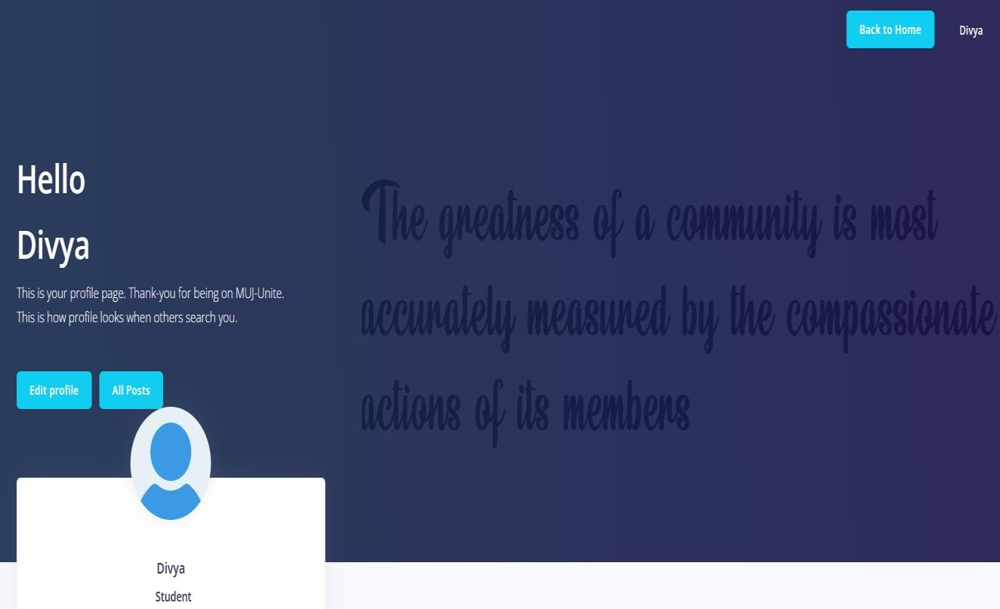 Back to Home
Divya
Hello
Divya
This is your profile page. Thank-you for being on MUJ-Unite.
This is how profile looks when others search you.
The greatness of a community is most
accurately measured by the compassionate
actions of its members
Edit profile
All Posts
Divya
Student